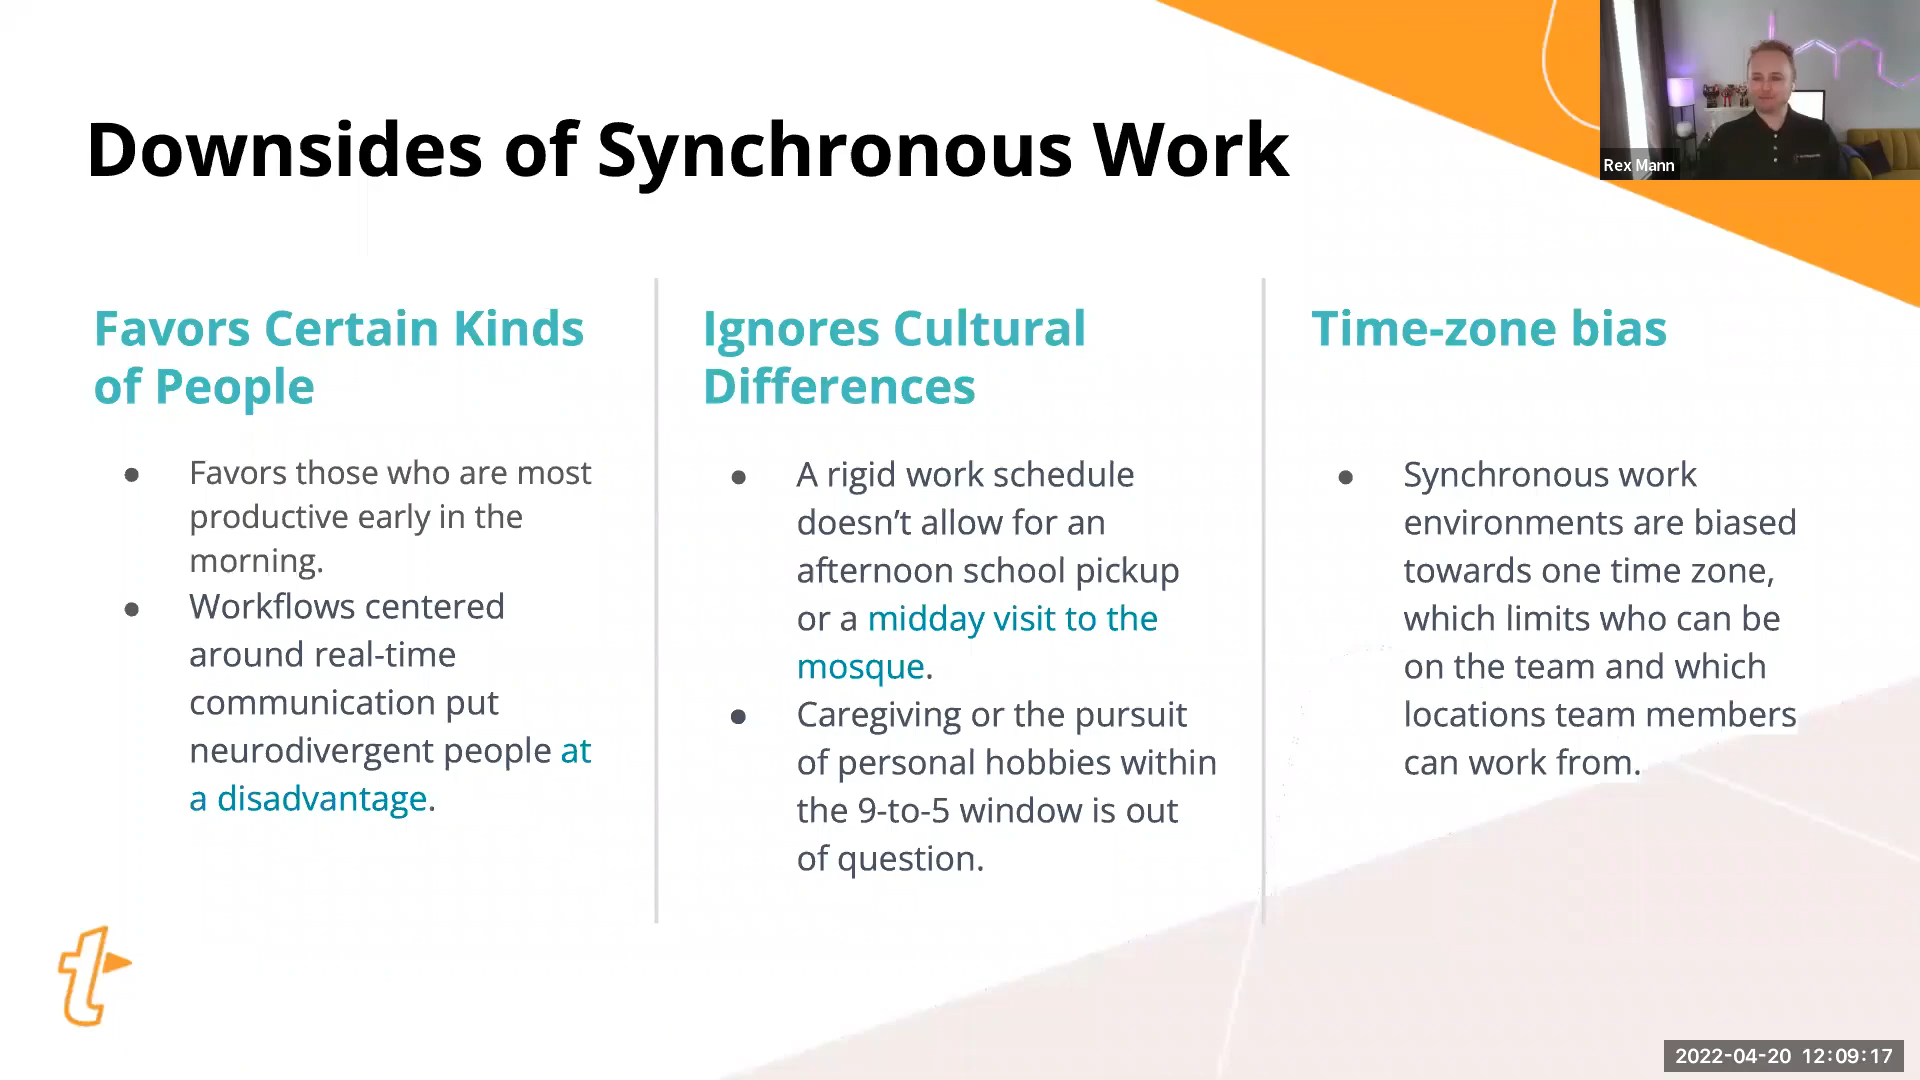 Downsides of Synchronous Work
Rex Mann
Favors Certain Kinds
of People
● Favors those who are most
productive early in the
morning.
● Workflows centered
around real-time
communication put
neurodivergent people at
a disadvantage.
Ignores Cultural
Differences
● A rigid work schedule
doesn’t allow for an
afternoon school pickup
or a midday visit to the
mosque.
● Caregiving or the pursuit
of personal hobbies within
the 9-to-5 window is out
of question.
Time-zone bias
● Synchronous work
environments are biased
towards one time zone,
which limits who can be
on the team and which
locations team members
can work from.
t
2022-04-20 12:09:17